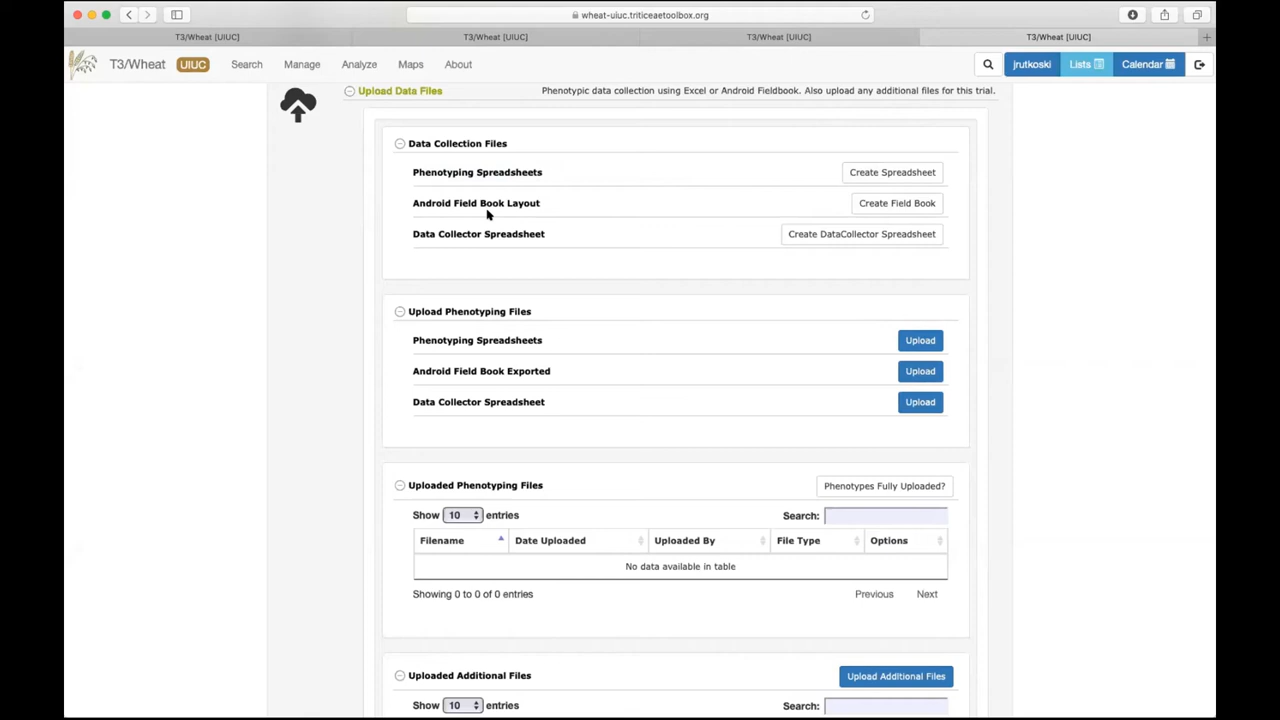 wheat-uiuc.triticeaetoolbox.org
T3/Wheat [UIUC] T3/Wheat [UIUC] T3/Wheat [UIUC] T3/Wheat [UIUC]
T3/Wheat UIUC Search Manage Analyze Maps About jrutkoski Lists Calendar
Upload Data Files Phenotypic data collection using Excel or Android Fieldbook. Also upload any additional files for this trial.
Data Collection Files
Phenotyping Spreadsheets Create Spreadsheet
Android Field Book Layout Create Field Book
Data Collector Spreadsheet Create DataCollector Spreadsheet
Upload Phenotyping Files
Phenotyping Spreadsheets Upload
Android Field Book Exported Upload
Data Collector Spreadsheet Upload
Uploaded Phenotyping Files Phenotypes Fully Uploaded?
Show 10 entries Search:
Filename Date Uploaded Uploaded By File Type Options
No data available in table
Showing 0 to 0 of 0 entries Previous Next
Uploaded Additional Files Upload Additional Files
Show 10 entries Search: